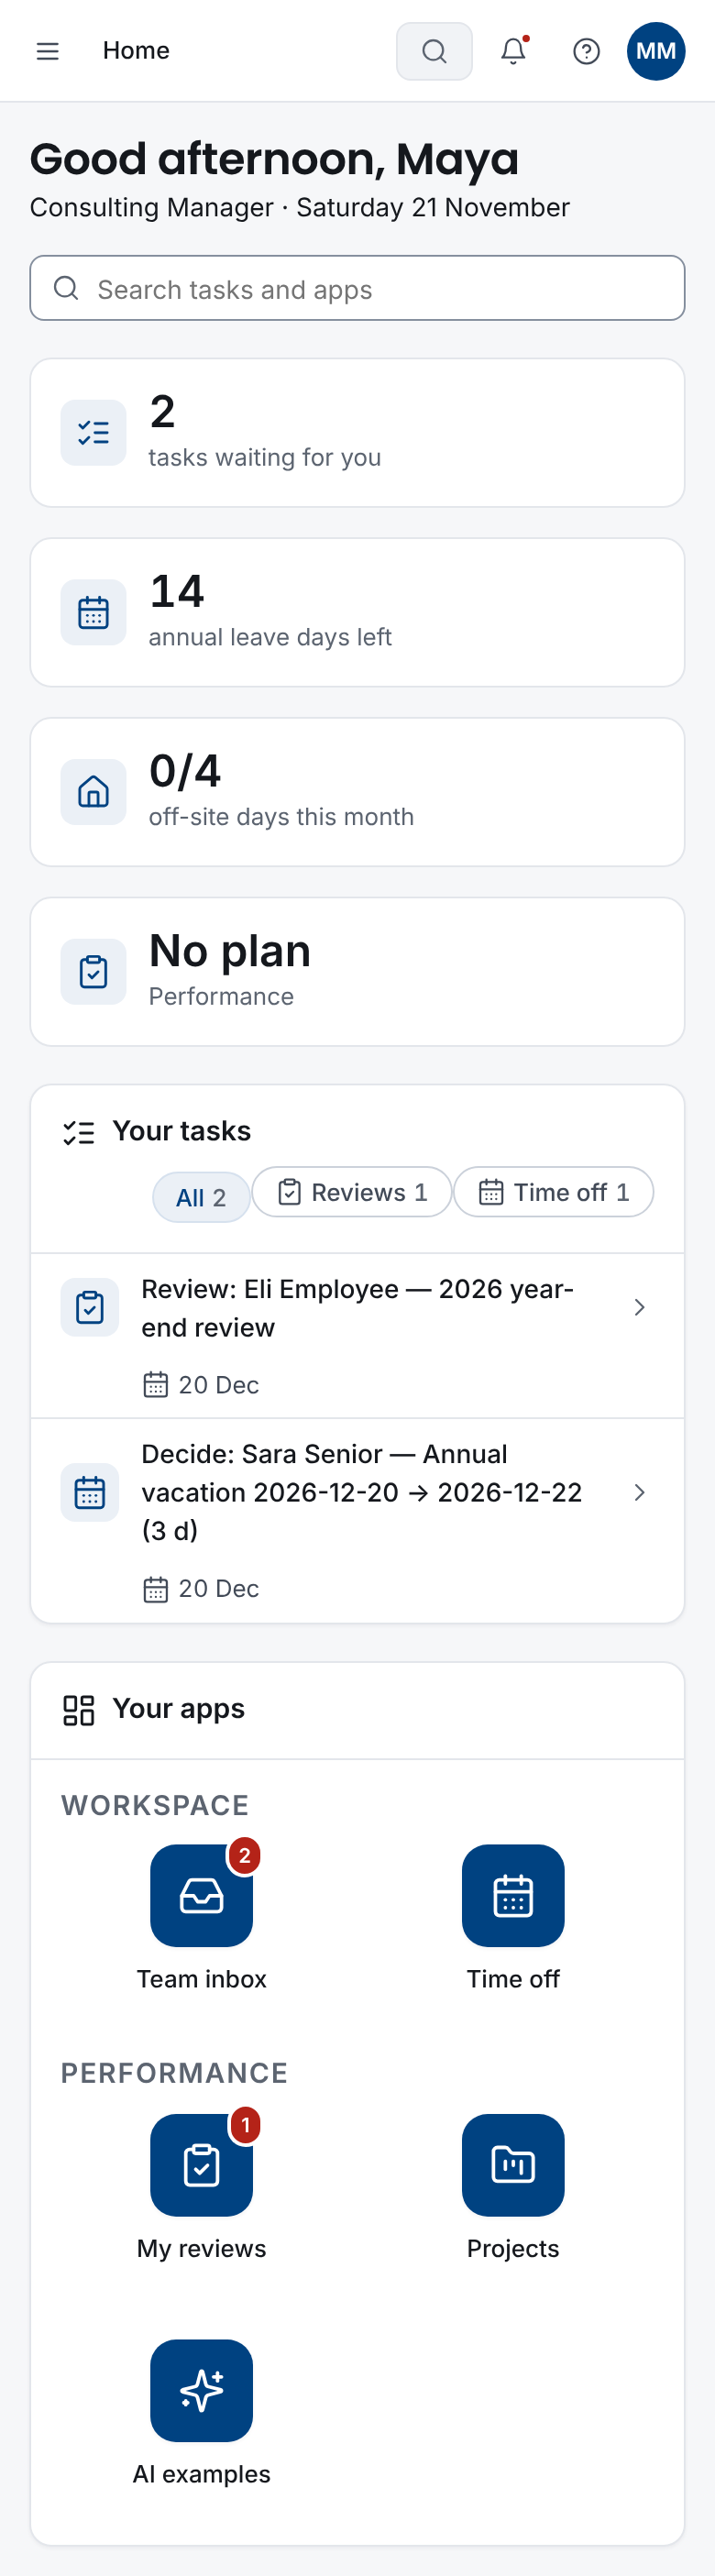 Home
MM
Good afternoon, Maya
Consulting Manager · Saturday 21 November
Search tasks and apps
2
tasks waiting for you
14
annual leave days left
0/4
off-site days this month
No plan
Performance
Your tasks
All 2
Reviews 1
Time off 1
Review: Eli Employee — 2026 year-
end review
20 Dec
Decide: Sara Senior — Annual
vacation 2026-12-20 → 2026-12-22
(3 d)
20 Dec
Your apps
WORKSPACE
2
Team inbox
Time off
PERFORMANCE
1
My reviews
Projects
AI examples